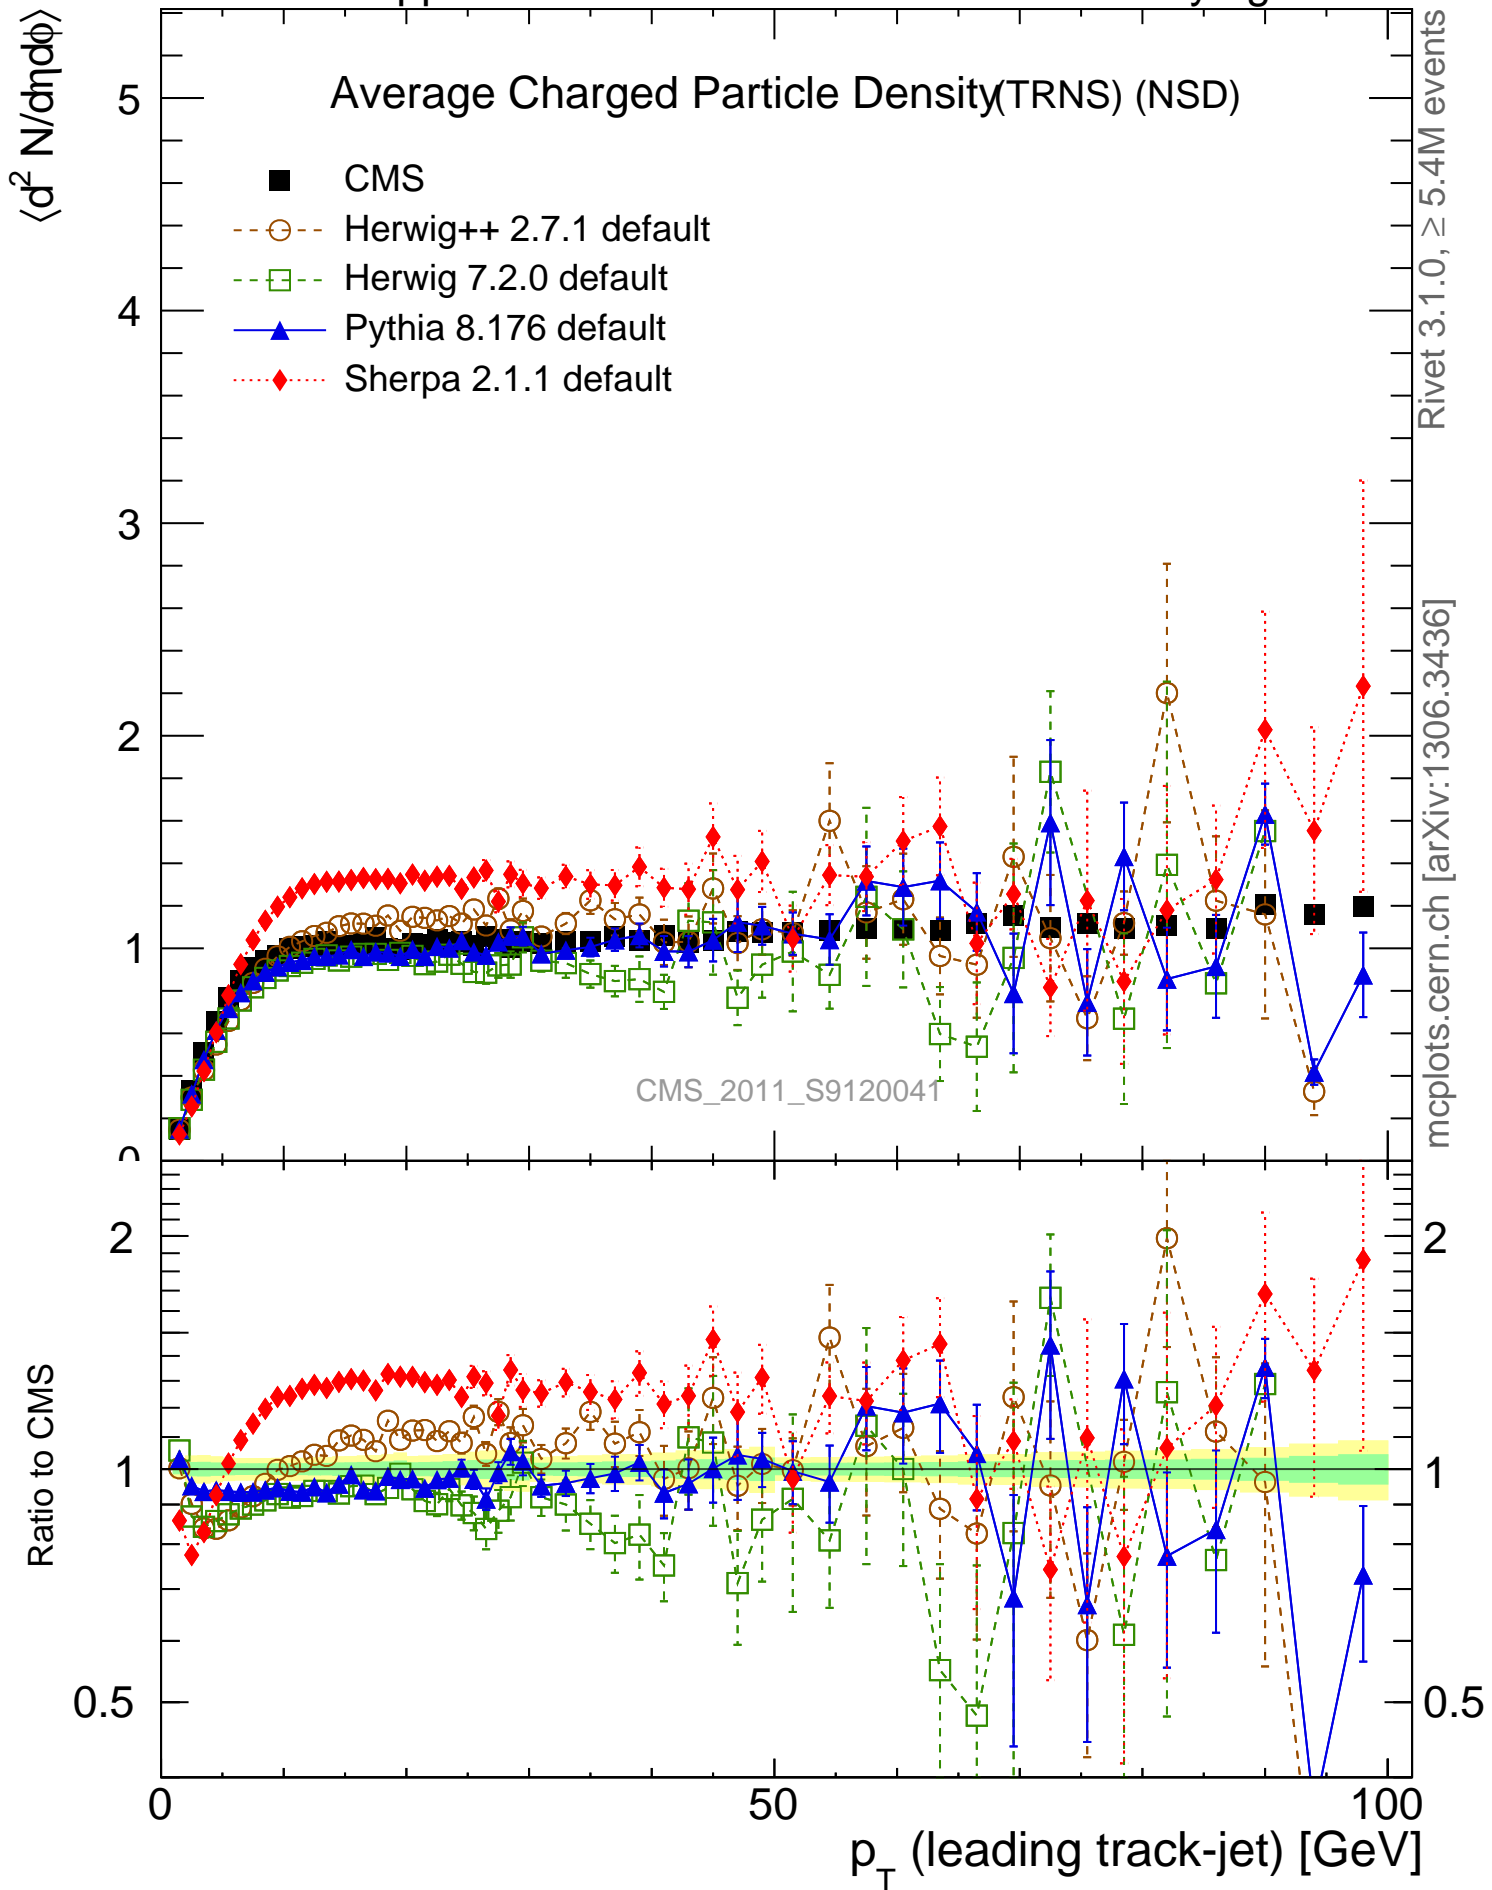 ⟨d² N/dηdϕ⟩
Average Charged Particle Density (TRNS) (NSD)
CMS
Herwig++ 2.7.1 default
Herwig 7.2.0 default
Pythia 8.176 default
Sherpa 2.1.1 default
5
4
3
2
1
0
CMS_2011_S9120041
Rivet 3.1.0, ≥ 5.4M events
mcplots.cern.ch [arXiv:1306.3436]
Ratio to CMS
2
1
0.5
2
1
0.5
0
50
100
p_T (leading track-jet) [GeV]